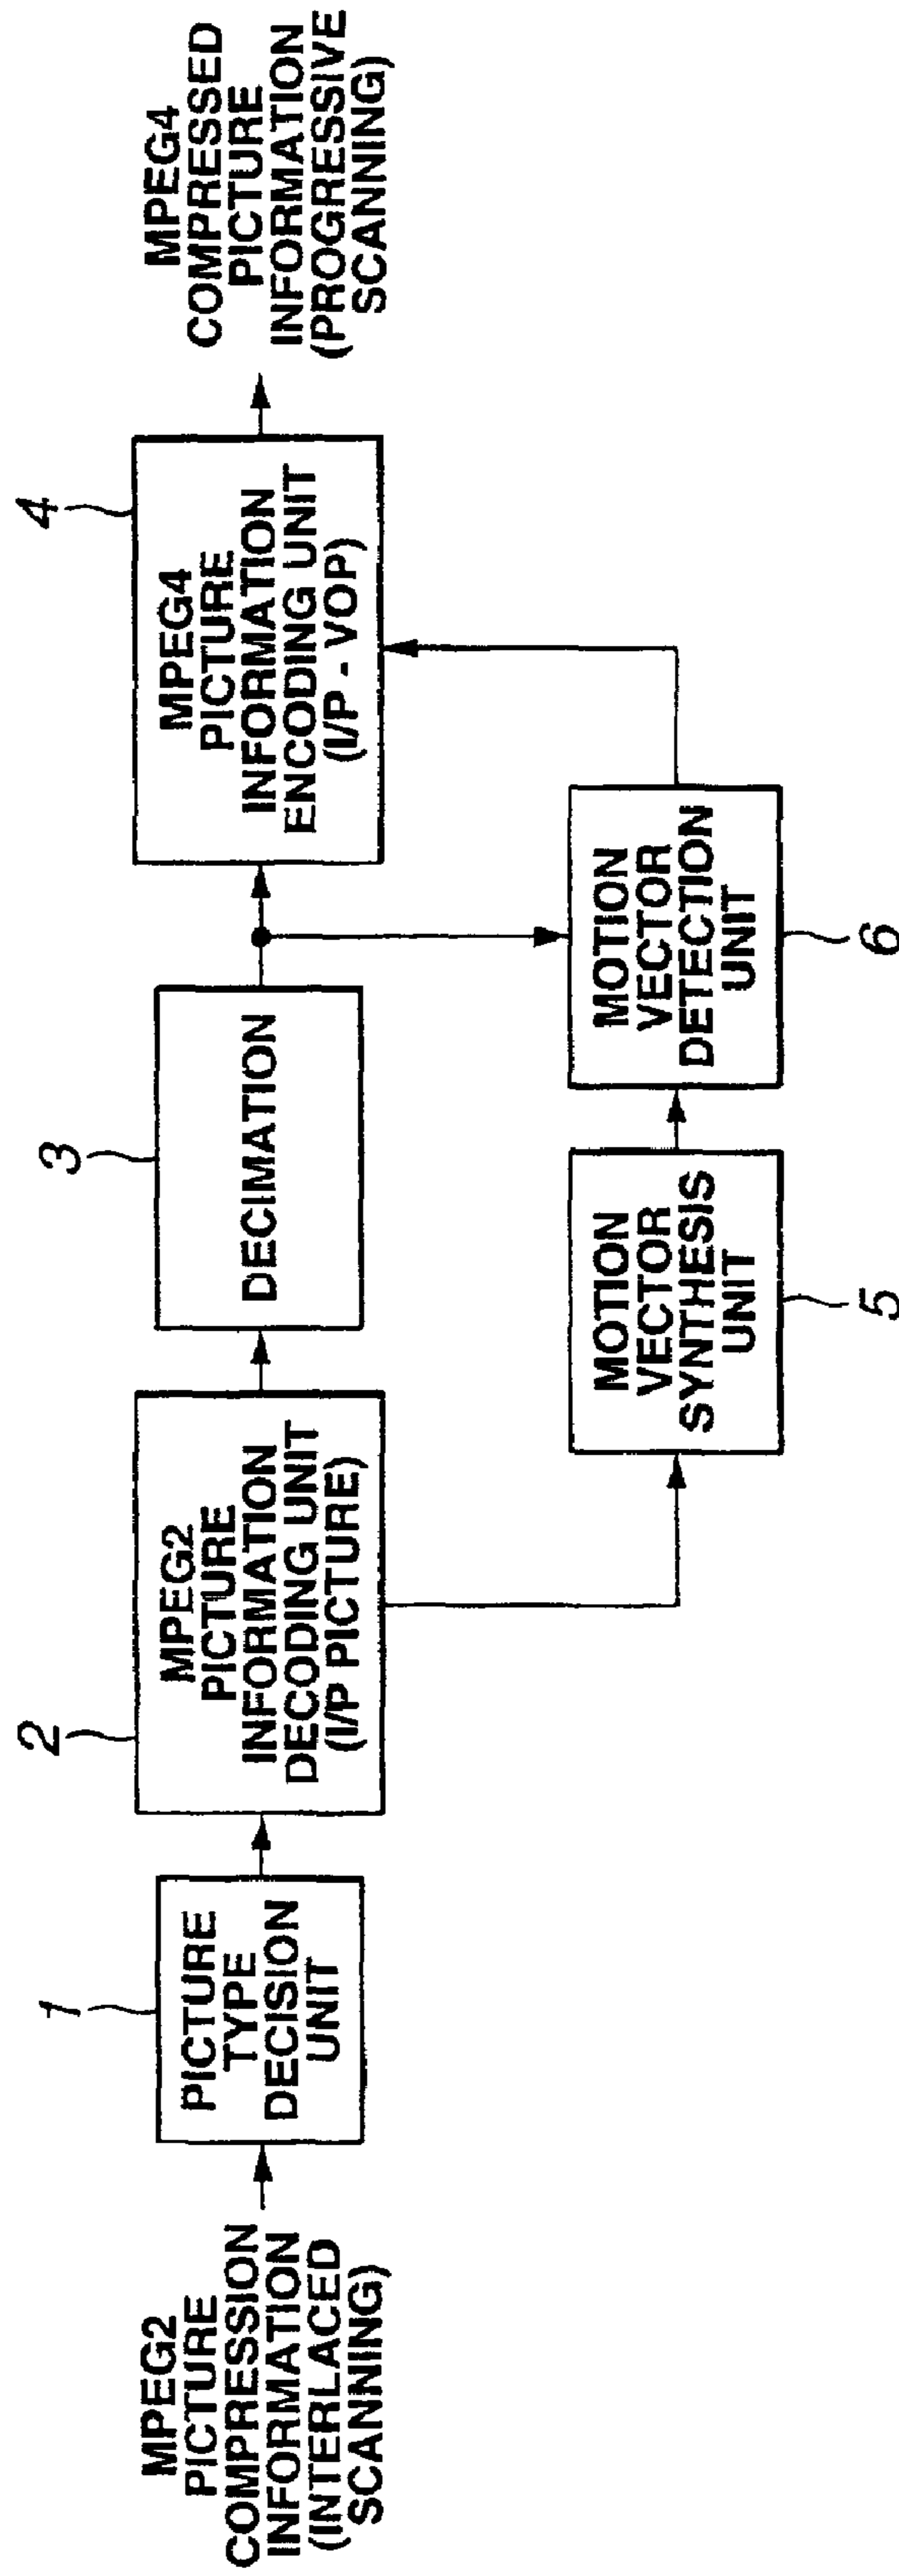 MPEG2
PICTURE
COMPRESSION
INFORMATION
(INTERLACED
SCANNING)
1
PICTURE
TYPE
DECISION
UNIT
2
MPEG2
PICTURE
INFORMATION
DECODING UNIT
(I/P PICTURE)
3
DECIMATION
4
MPEG4
PICTURE
INFORMATION
ENCODING UNIT
(I/P - VOP)
MPEG4
COMPRESSED
PICTURE
INFORMATION
(PROGRESSIVE
SCANNING)
MOTION
VECTOR
SYNTHESIS
UNIT
5
MOTION
VECTOR
DETECTION
UNIT
6